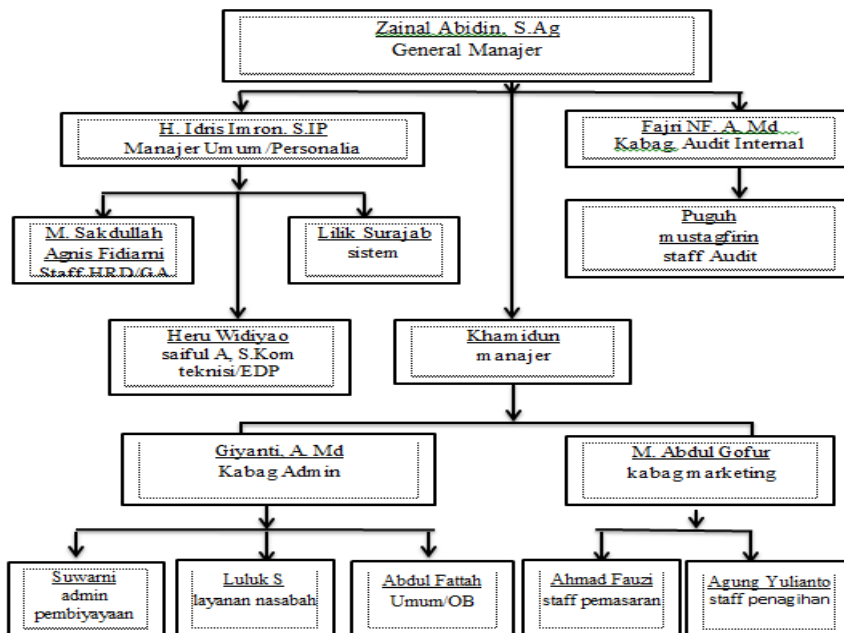 Zainal Abidin, S.Ag
General Manajer
H. Idris Imron. S.IP
Manajer Umum /Personalia
Fajri NF. A. Md
Kabag. Audit Internal
M. Sakdullah
Agnis Fidiarni
Staff HRD/GA
Lilik Surajab
sistem
Puguh
mustagfirin
staff Audit
Heru Widiyao
saiful A, S.Kom
teknisi/EDP
Khamidun
manajer
Giyanti, A. Md
Kabag Admin
M. Abdul Gofur
kabag marketing
Suwarni
admin
pembiyayaan
Luluk S
layanan nasabah
Abdul Fattah
Umum/OB
Ahmad Fauzi
staff pemasaran
Agung Yulianto
staff penagihan